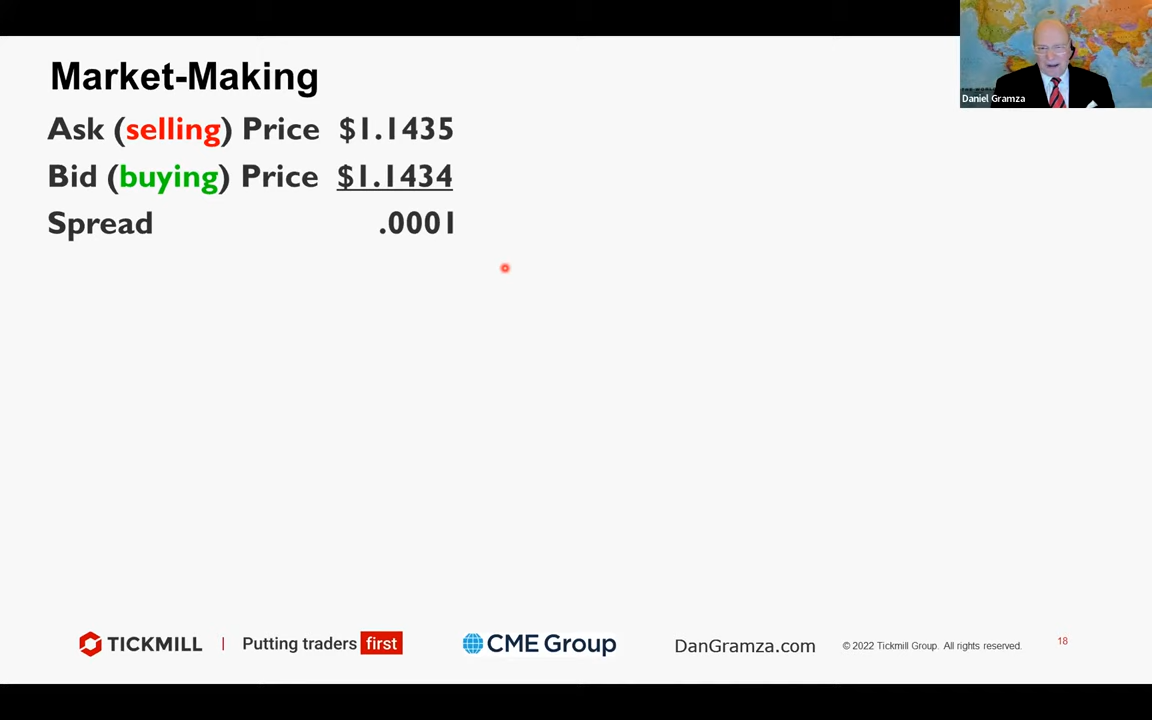 Market-Making
Daniel Gramza
Ask (selling) Price $1.1435
Bid (buying) Price $1.1434
Spread .0001
TICKMILL | Putting traders first
CME Group
DanGramza.com
© 2022 Tickmill Group. All rights reserved.
18